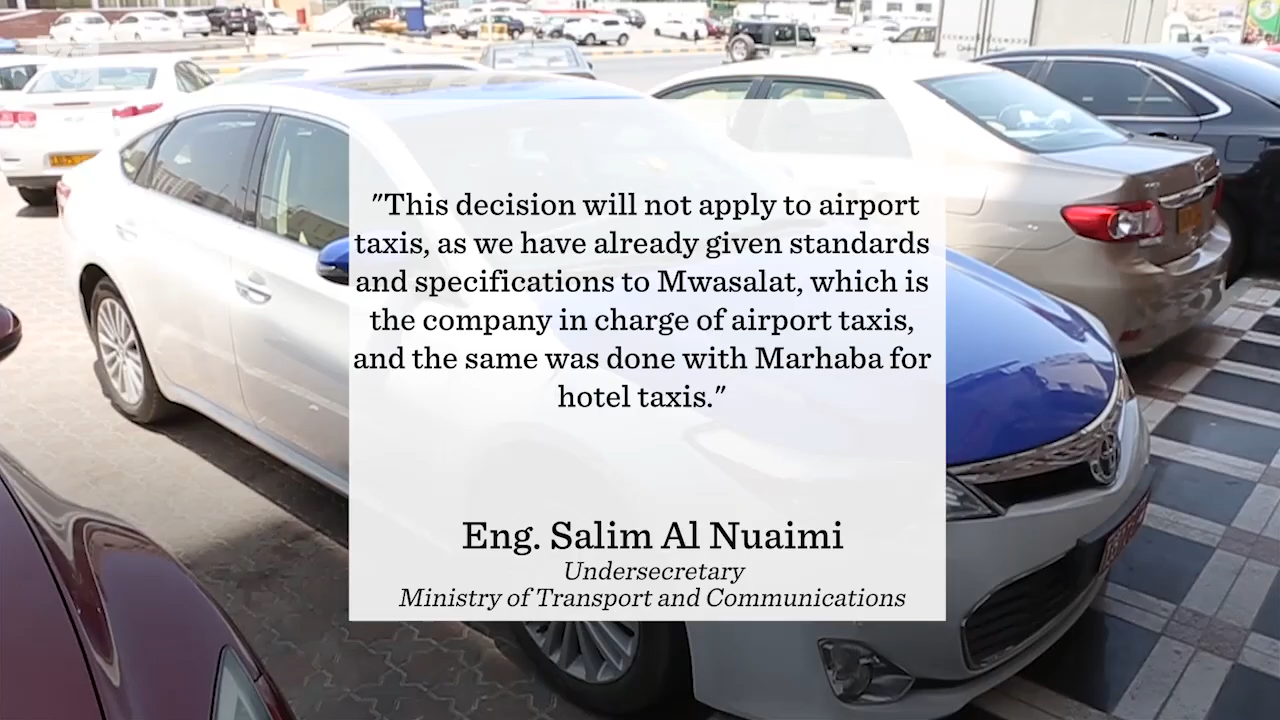 "This decision will not apply to airport
taxis, as we have already given standards
and specifications to Mwasalat, which is
the company in charge of airport taxis,
and the same was done with Marhaba for
hotel taxis."
Eng. Salim Al Nuaimi
Undersecretary
Ministry of Transport and Communications